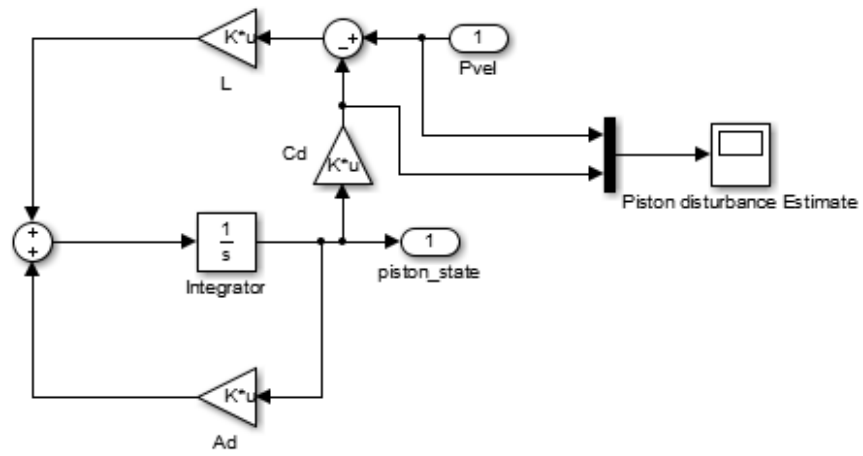 K*u
− +
1
Pvel
L
Cd
K*u
Piston disturbance Estimate
+
+
1
s
1
Integrator
piston_state
K*u
Ad